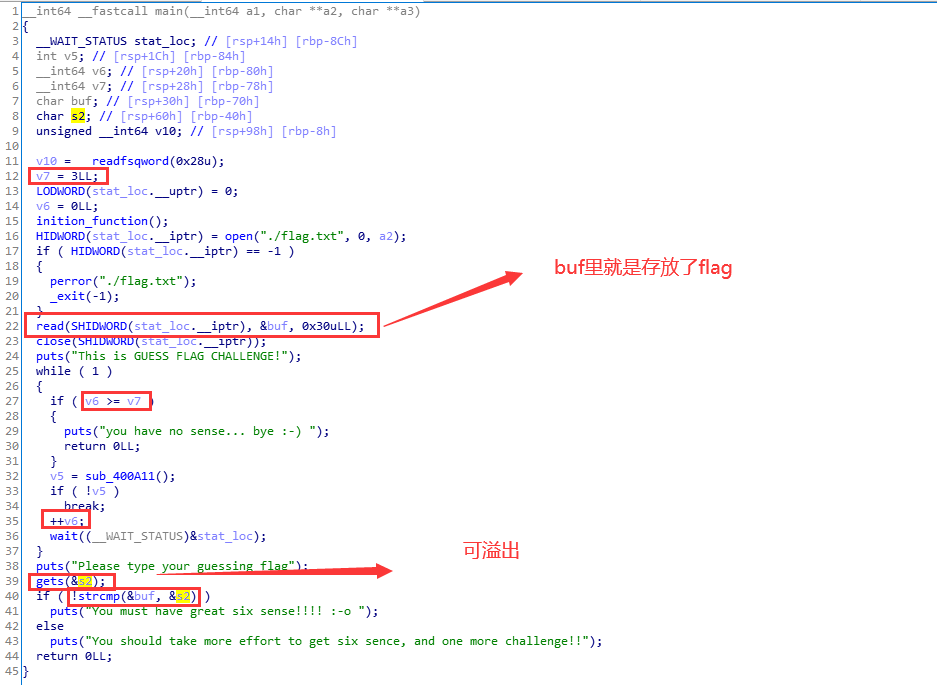 1 __int64 __fastcall main(__int64 a1, char **a2, char **a3)
2 {
3 __WAIT_STATUS stat_loc; // [rsp+14h] [rbp-8Ch]
4 int v5; // [rsp+1Ch] [rbp-84h]
5 __int64 v6; // [rsp+20h] [rbp-80h]
6 __int64 v7; // [rsp+28h] [rbp-78h]
7 char buf; // [rsp+30h] [rbp-70h]
8 char s2; // [rsp+60h] [rbp-40h]
9 unsigned __int64 v10; // [rsp+98h] [rbp-8h]
10
11 v10 = __readfsqword(0x28u);
12 v7 = 3LL;
13 LODWORD(stat_loc.__uptr) = 0;
14 v6 = 0LL;
15 inition_function();
16 HIDWORD(stat_loc.__iptr) = open("./flag.txt", 0, a2);
17 if ( HIDWORD(stat_loc.__iptr) == -1 )
18 {
19 perror("./flag.txt");
20 _exit(-1);
21 }
buf里就是存放了flag
22 read(SHIDWORD(stat_loc.__iptr), &buf, 0x30uLL);
23 close(SHIDWORD(stat_loc.__iptr));
24 puts("This is GUESS FLAG CHALLENGE!");
25 while ( 1 )
26 {
27 if ( v6 >= v7 )
28 {
29 puts("you have no sense... bye :-) ");
30 return 0LL;
31 }
32 v5 = sub_400A11();
33 if ( !v5 )
34 break;
35 ++v6;
36 wait((__WAIT_STATUS)&stat_loc);
37 }
可溢出
38 puts("Please type your guessing flag");
39 gets(&s2);
40 if ( !strcmp(&buf, &s2) )
41 puts("You must have great six sense!!!! :-o ");
42 else
43 puts("You should take more effort to get six sence, and one more challenge!!");
44 return 0LL;
45 }